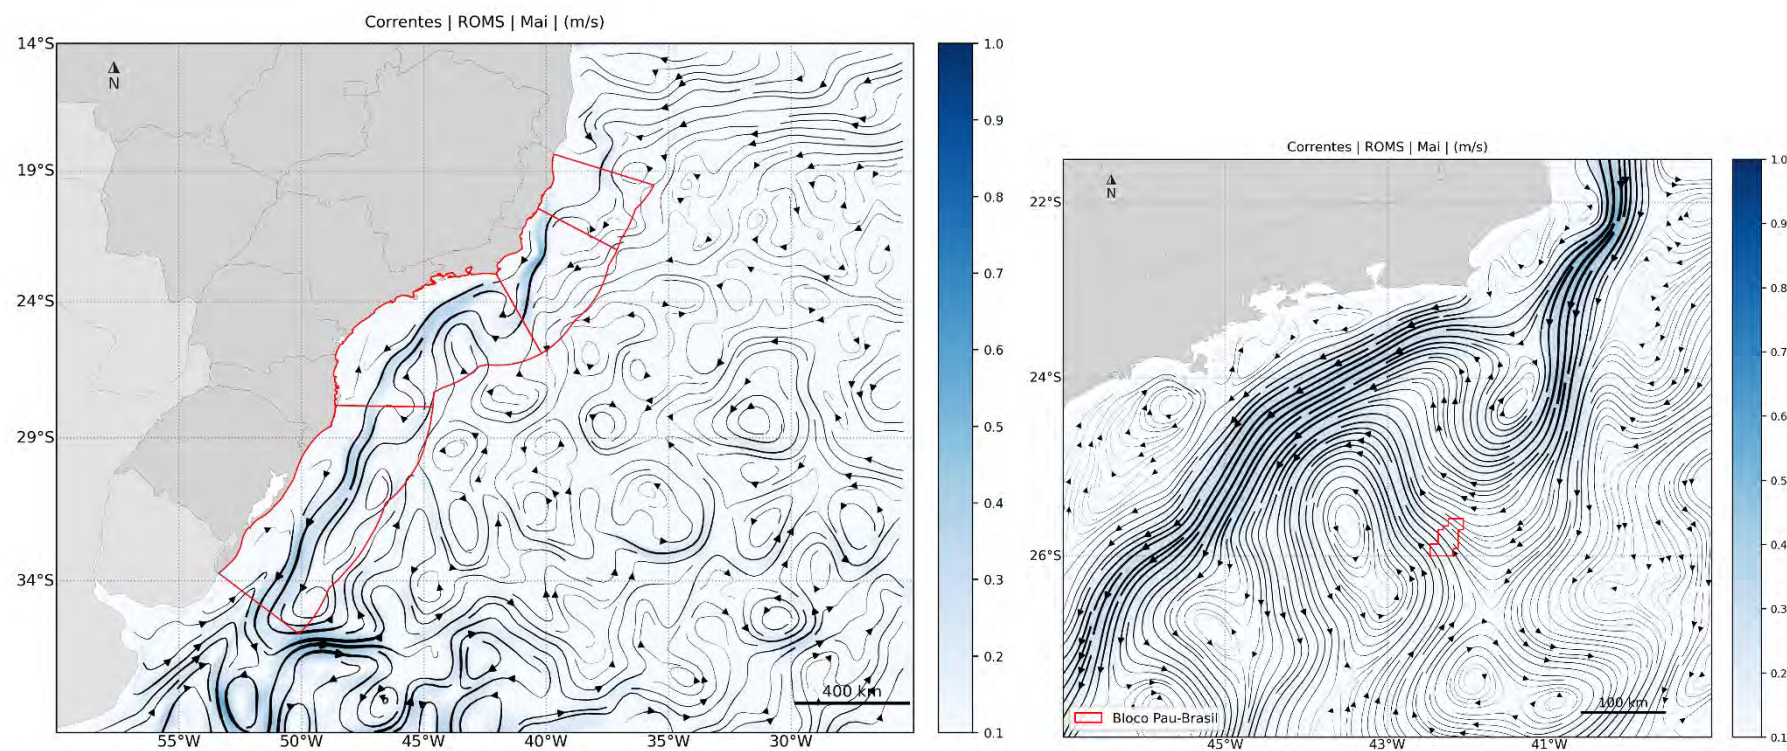 Correntes | ROMS | Mai | (m/s)
14°S
19°S
24°S
29°S
34°S
N
55°W
50°W
45°W
40°W
35°W
30°W
400 km
1.0
0.9
0.8
0.7
0.6
0.5
0.4
0.3
0.2
0.1
Correntes | ROMS | Mai | (m/s)
22°S
24°S
26°S
N
Bloco Pau-Brasil
100 km
45°W
43°W
41°W
1.0
0.9
0.8
0.7
0.6
0.5
0.4
0.3
0.2
0.1